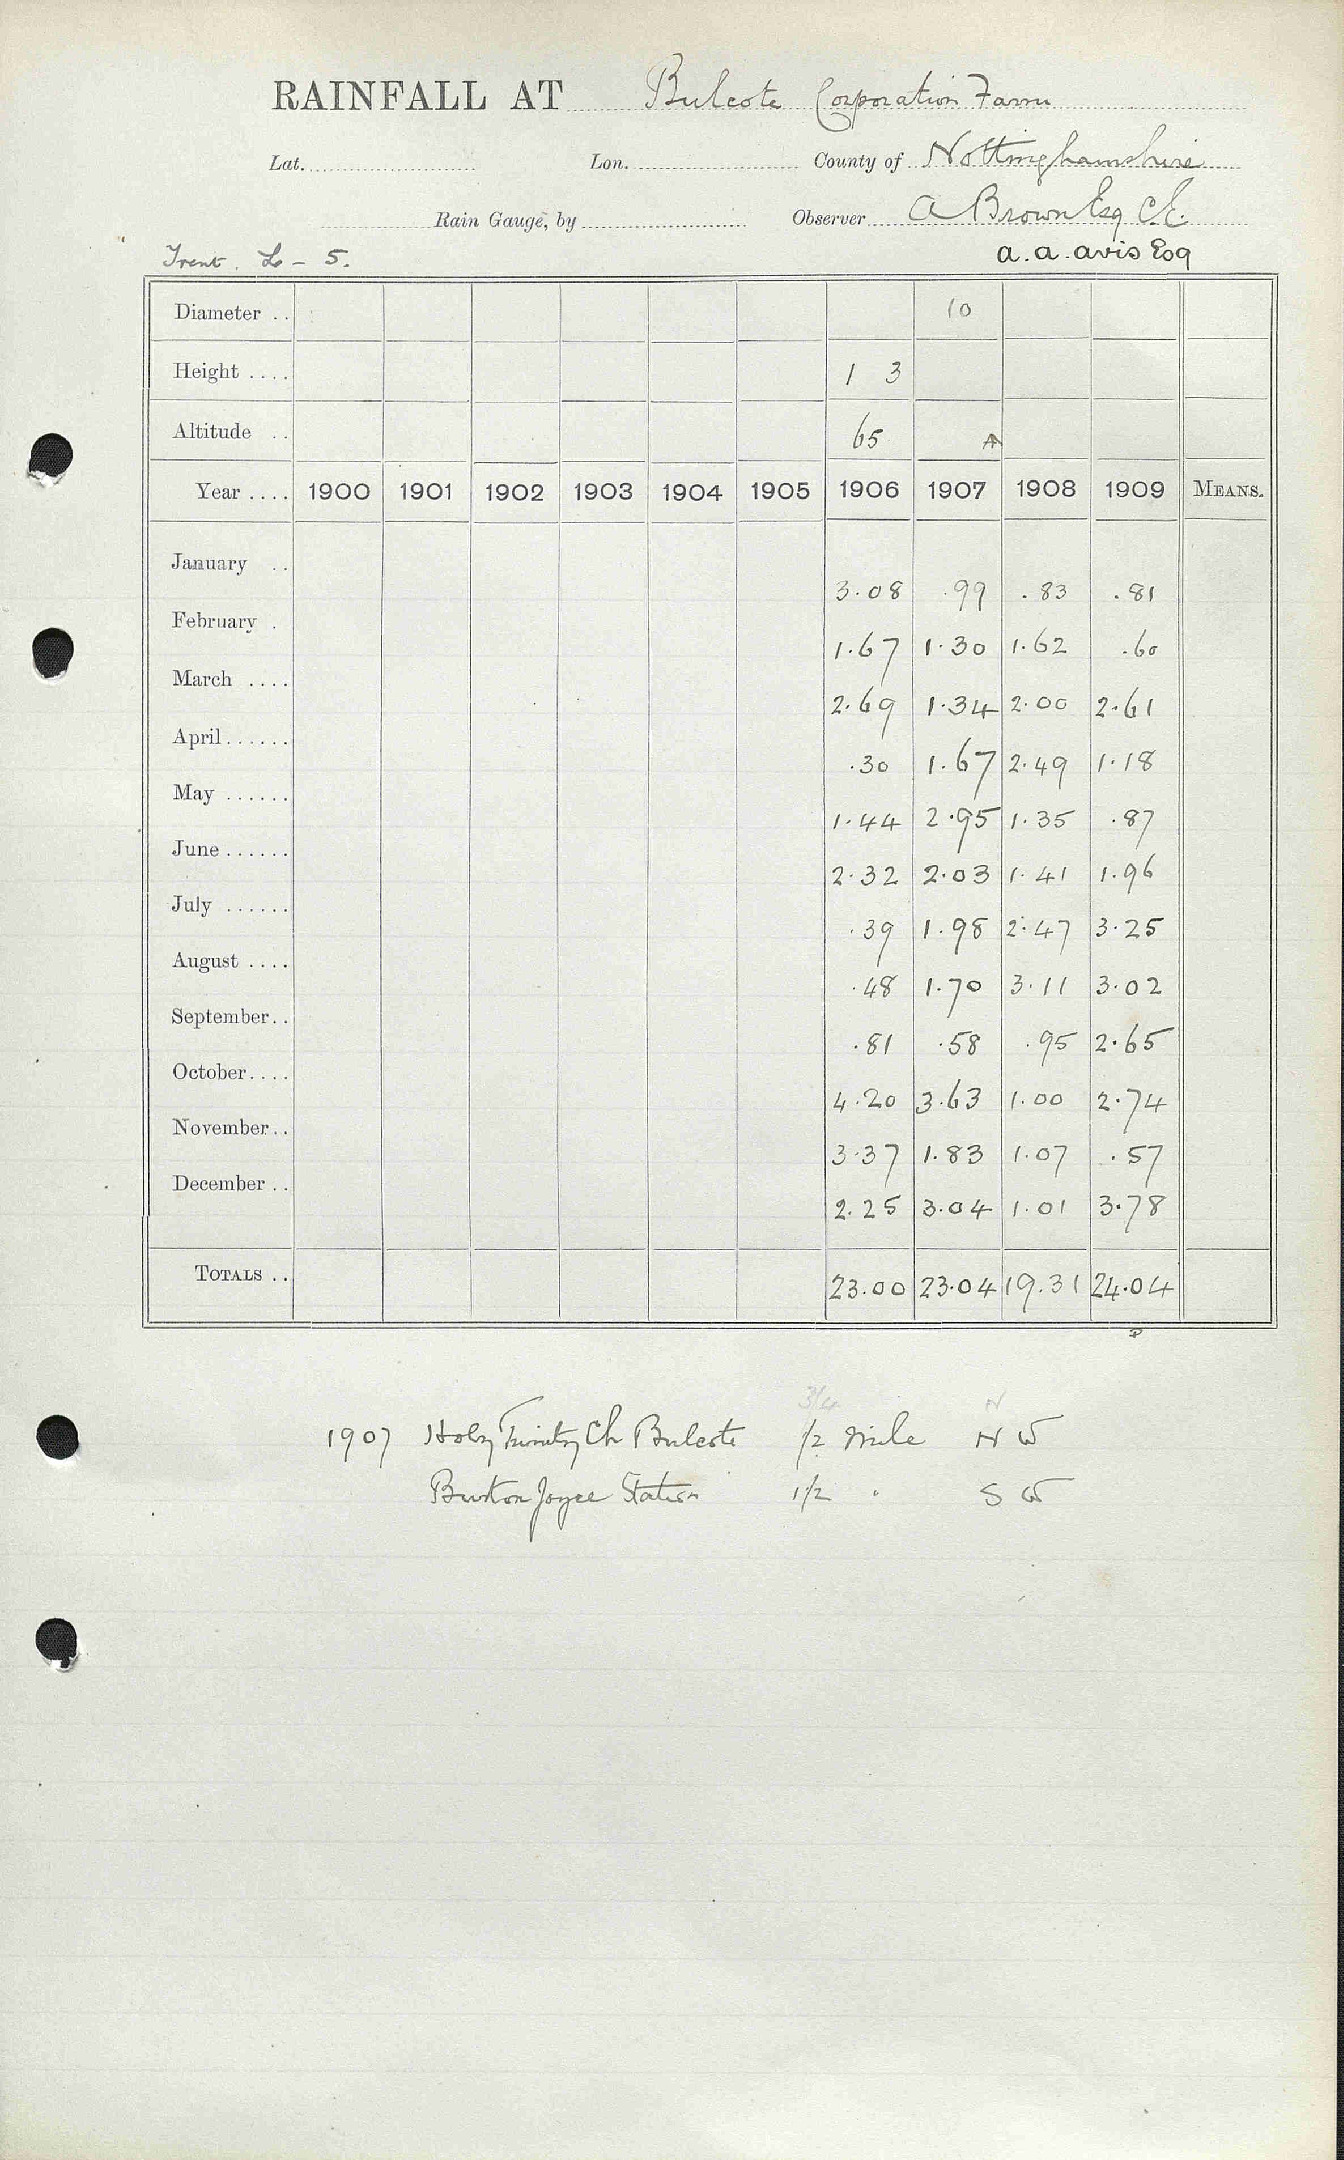 RAINFALL AT Bulcote Corporation Farm
Lat. Lon. County of Nottinghamshire
Rain Gauge, by Observer A Brown Esq C.E.
Trent. L - 5. a.a. avis Esq
Diameter .. 10
Height .... 1 3
Altitude .. 65 A
Year .... 1900 1901 1902 1903 1904 1905 1906 1907 1908 1909 MEANS.
January .. 3.08 .99 .83 .81
February . 1.67 1.30 1.62 .60
March .... 2.69 1.34 2.00 2.61
April...... .30 1.67 2.49 1.18
May ...... 1.44 2.95 1.35 .87
June...... 2.32 2.03 1.41 1.96
July ...... .39 1.98 2.47 3.25
August .... .48 1.70 3.11 3.02
September.. .81 .58 .95 2.65
October.... 4.20 3.63 1.00 2.74
November.. 3.37 1.83 1.07 .57
December .. 2.25 3.04 1.01 3.78
TOTALS .. 23.00 23.04 19.31 24.04
3/4 N
1907 Holy Trinity Ch Bulcote 1/2 Mile N W
Burton Joyce Station 1 1/2 " S W